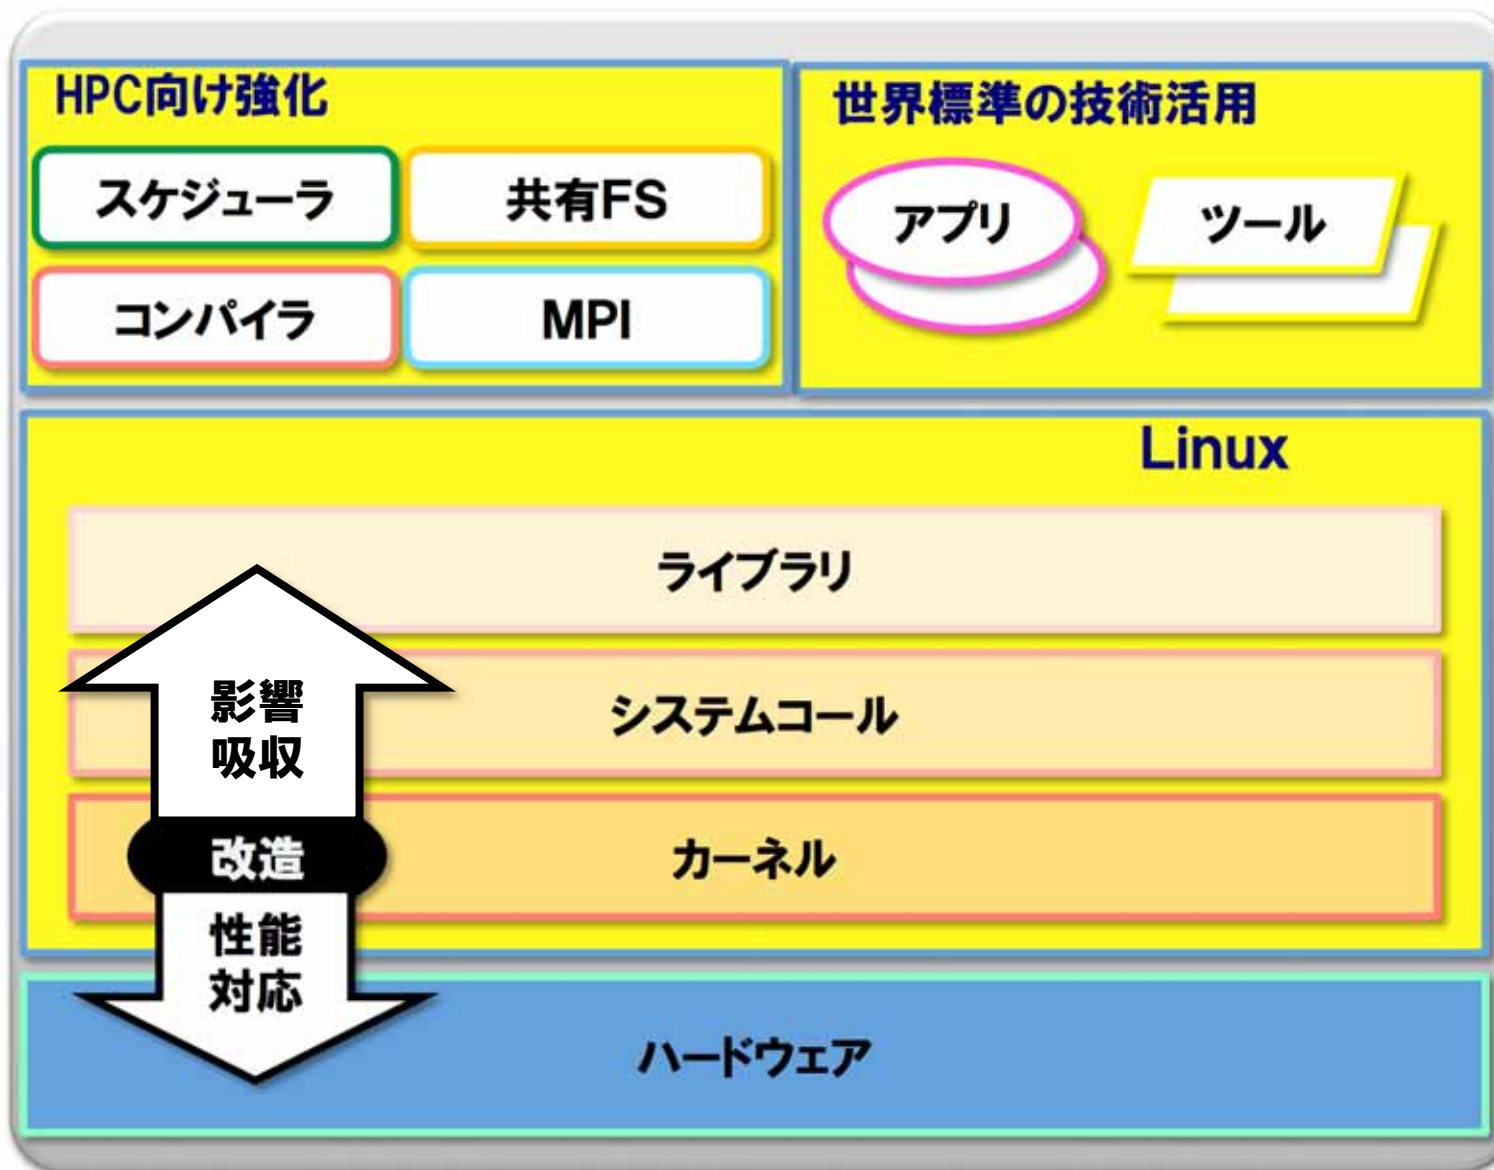 HPC向け強化
スケジューラ
共有FS
コンパイラ
MPI
世界標準の技術活用
アプリ
ツール
Linux
ライブラリ
システムコール
カーネル
影響
吸収
改造
性能
対応
ハードウェア